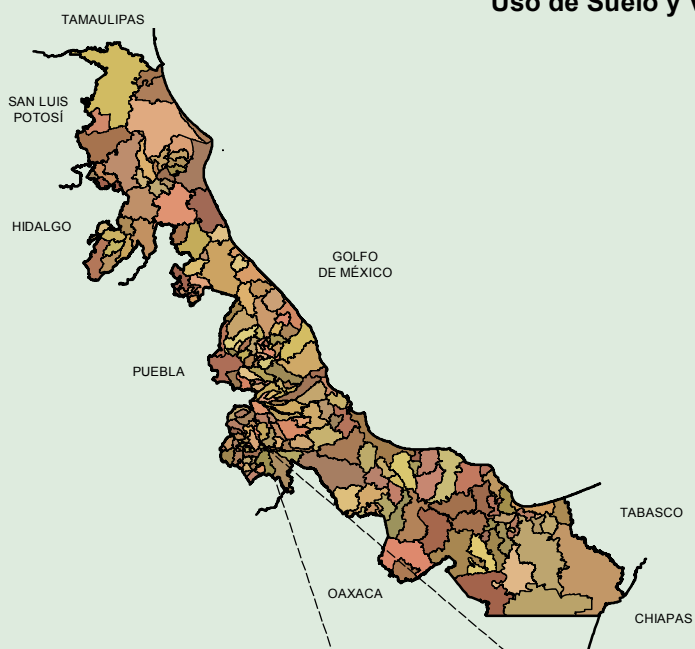 Uso de Suelo y
TAMAULIPAS
SAN LUIS
POTOSÍ
HIDALGO
GOLFO
DE MÉXICO
PUEBLA
TABASCO
OAXACA
CHIAPAS